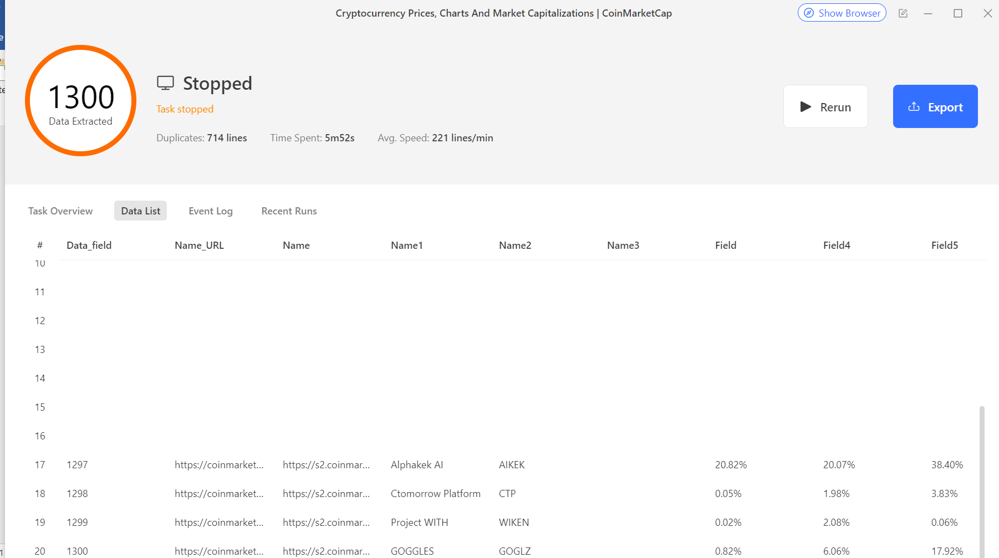 Cryptocurrency Prices, Charts And Market Capitalizations | CoinMarketCap
Show Browser
1300
Data Extracted
Stopped
Task stopped
Duplicates: 714 lines Time Spent: 5m52s Avg. Speed: 221 lines/min
Rerun
Export
Task Overview Data List Event Log Recent Runs
# Data_field Name_URL Name Name1 Name2 Name3 Field Field4 Field5
10
11
12
13
14
15
16
17 1297 https://coinmarket... https://s2.coinmar... Alphakek AI AIKEK 20.82% 20.07% 38.40%
18 1298 https://coinmarket... https://s2.coinmar... Ctomorrow Platform CTP 0.05% 1.98% 3.83%
19 1299 https://coinmarket... https://s2.coinmar... Project WITH WIKEN 0.02% 2.08% 0.06%
20 1300 https://coinmarket... https://s2.coinmar... GOGGLES GOGLZ 0.82% 6.06% 17.92%